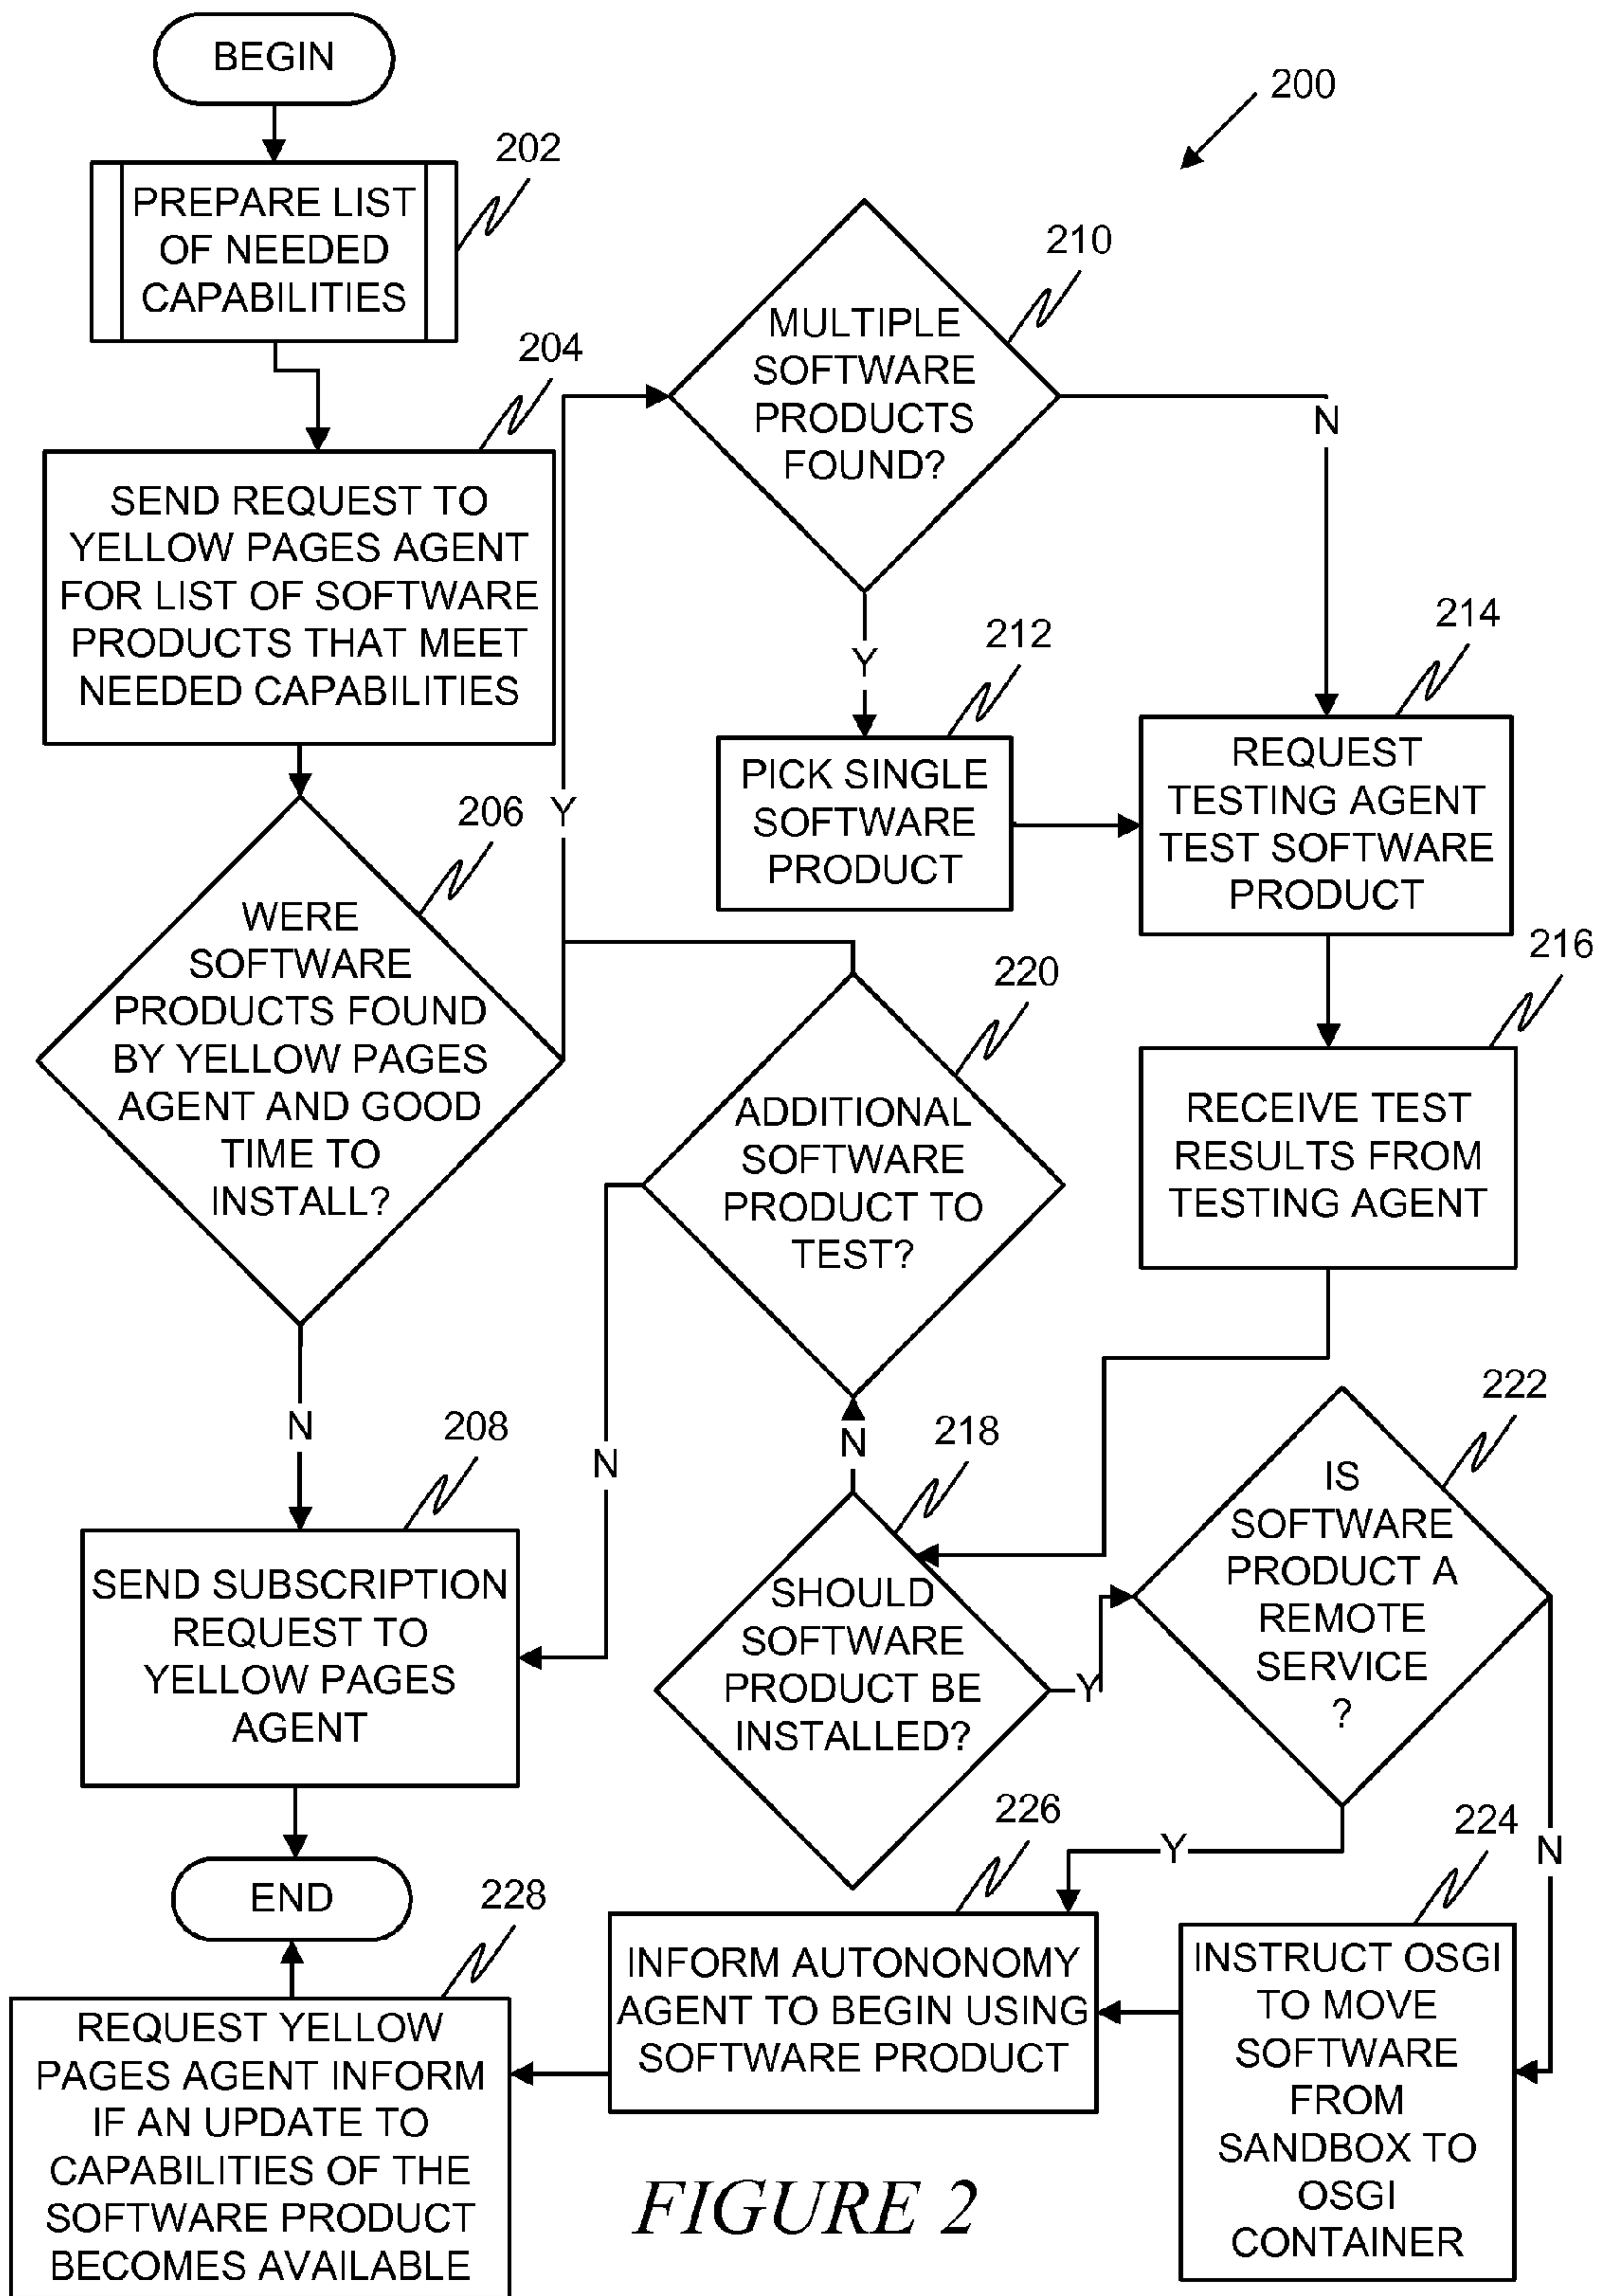 BEGIN
200
202
PREPARE LIST
OF NEEDED
CAPABILITIES
204
SEND REQUEST TO
YELLOW PAGES AGENT
FOR LIST OF SOFTWARE
PRODUCTS THAT MEET
NEEDED CAPABILITIES
206
Y
WERE
SOFTWARE
PRODUCTS FOUND
BY YELLOW PAGES
AGENT AND GOOD
TIME TO
INSTALL?
N
208
SEND SUBSCRIPTION
REQUEST TO
YELLOW PAGES
AGENT
END
210
MULTIPLE
SOFTWARE
PRODUCTS
FOUND?
N
Y
212
PICK SINGLE
SOFTWARE
PRODUCT
214
REQUEST
TESTING AGENT
TEST SOFTWARE
PRODUCT
216
RECEIVE TEST
RESULTS FROM
TESTING AGENT
220
ADDITIONAL
SOFTWARE
PRODUCT TO
TEST?
N
N
218
SHOULD
SOFTWARE
PRODUCT BE
INSTALLED?
Y
222
IS
SOFTWARE
PRODUCT A
REMOTE
SERVICE
?
Y
N
224
INSTRUCT OSGI
TO MOVE
SOFTWARE
FROM
SANDBOX TO
OSGI
CONTAINER
226
INFORM AUTONONOMY
AGENT TO BEGIN USING
SOFTWARE PRODUCT
228
REQUEST YELLOW
PAGES AGENT INFORM
IF AN UPDATE TO
CAPABILITIES OF THE
SOFTWARE PRODUCT
BECOMES AVAILABLE
FIGURE 2